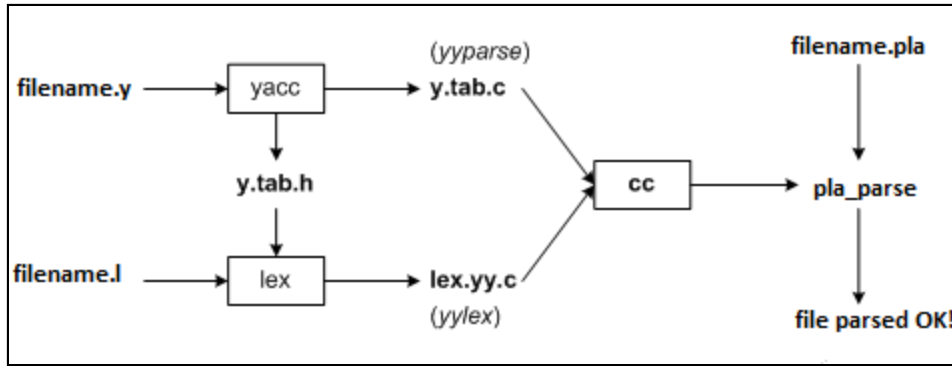 (yyparse)
filename.pla
filename.y
yacc
y.tab.c
y.tab.h
cc
pla_parse
filename.l
lex
lex.yy.c
(yylex)
file parsed OK!